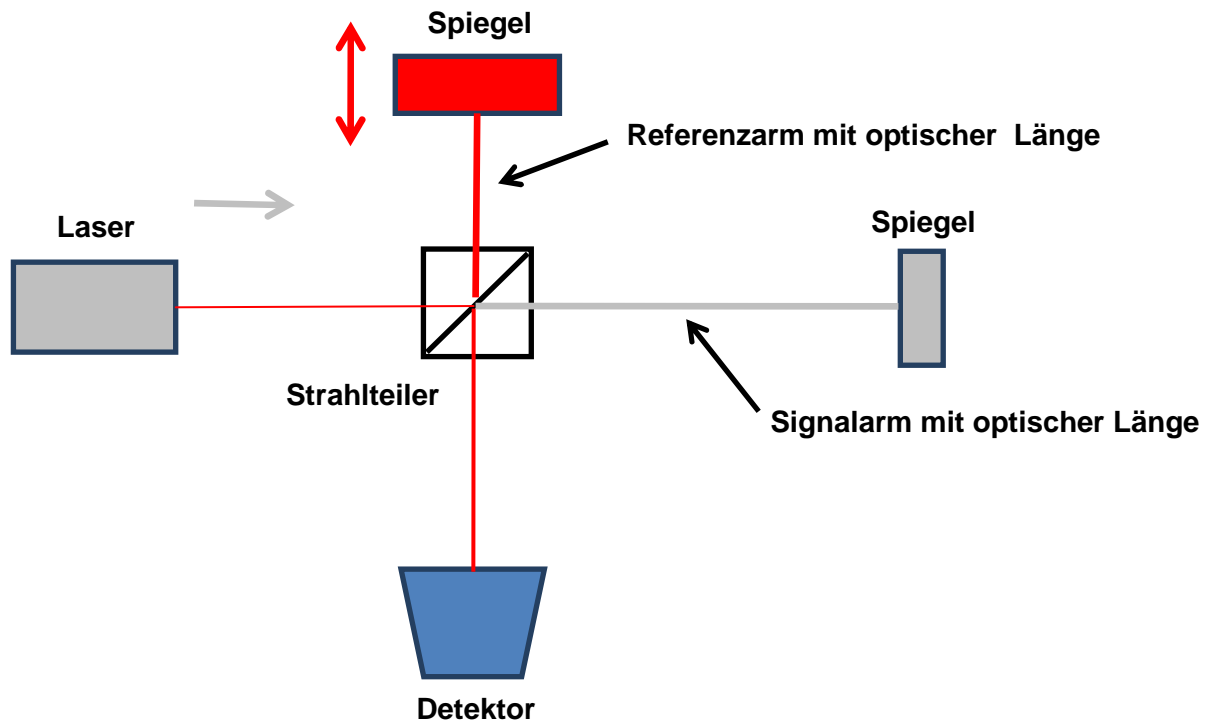 Spiegel
Referenzarm mit optischer Länge
Laser
Spiegel
Strahlteiler
Signalarm mit optischer Länge
Detektor